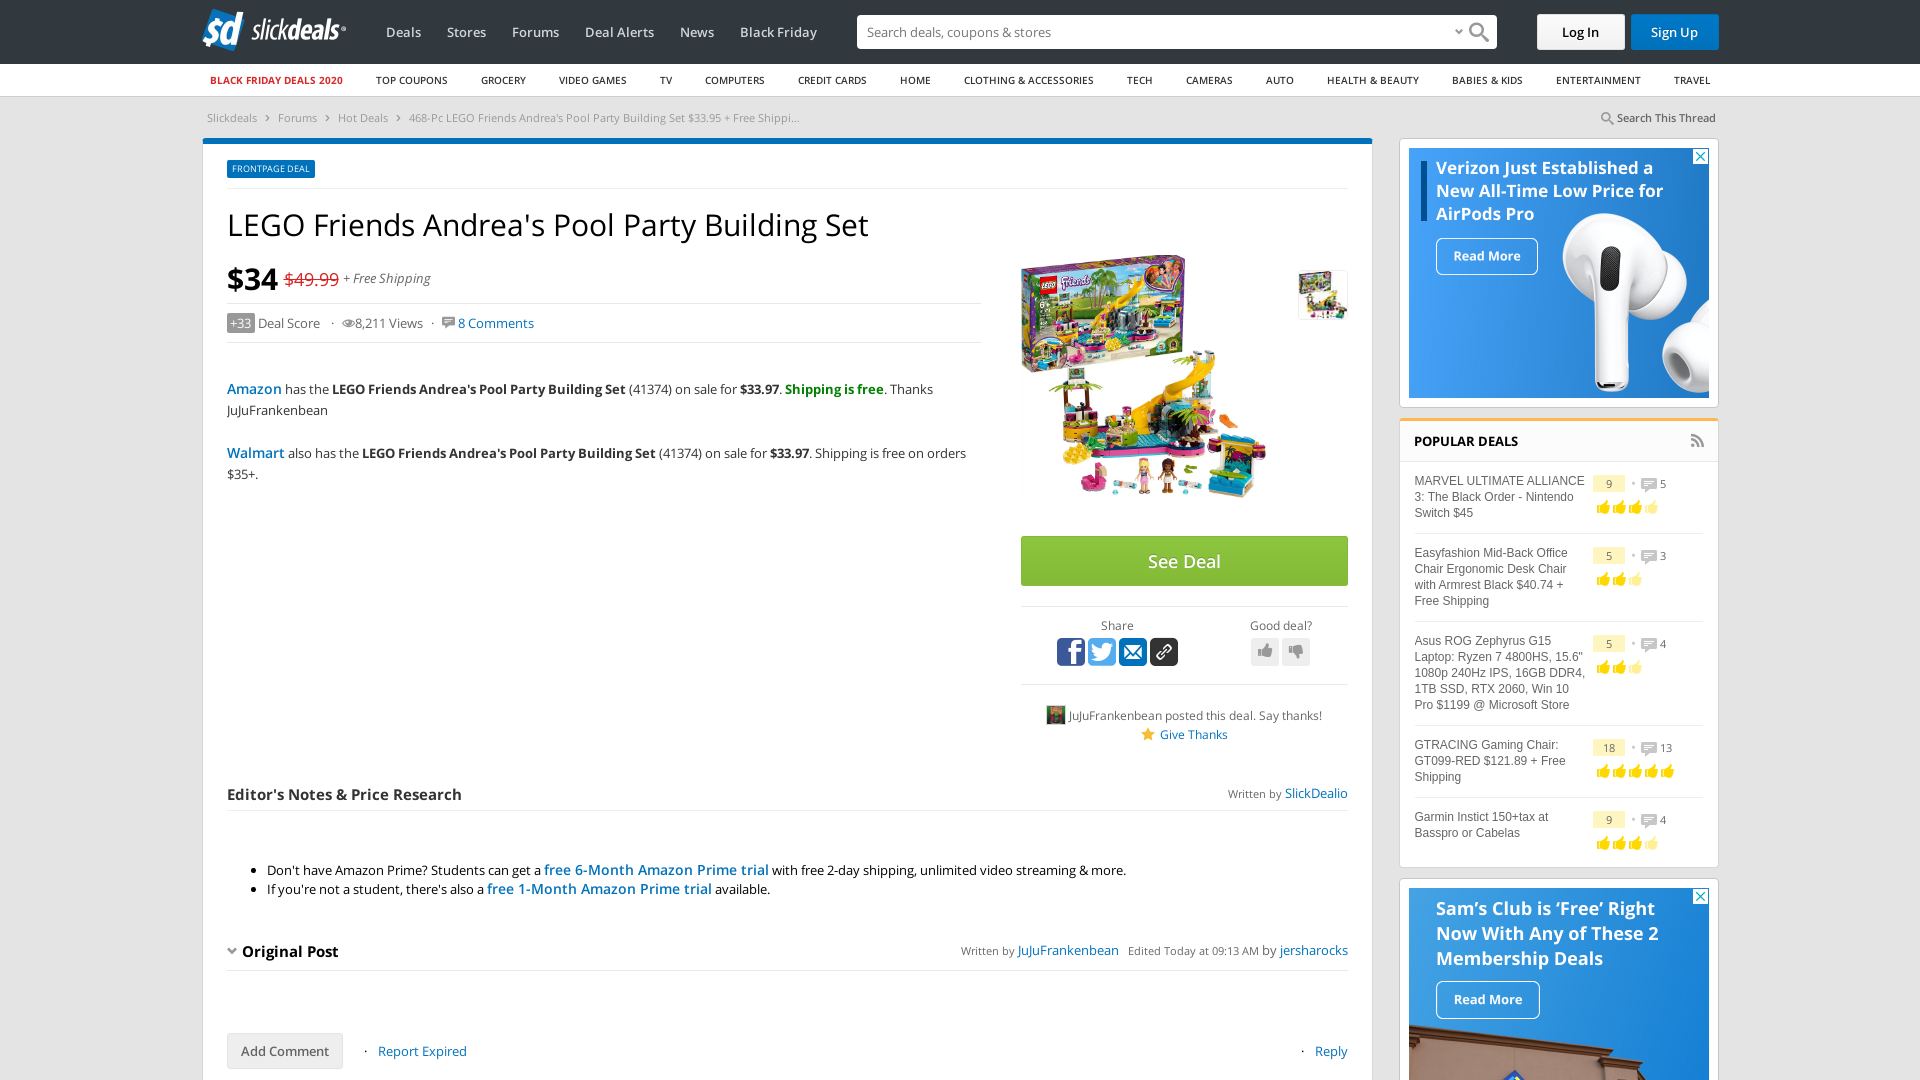 slickdeals
Deals
Stores
Forums
Deal Alerts
News
Black Friday
Search deals, coupons & stores
Log In
Sign Up
BLACK FRIDAY DEALS 2020
TOP COUPONS
GROCERY
VIDEO GAMES
TV
COMPUTERS
CREDIT CARDS
HOME
CLOTHING & ACCESSORIES
TECH
CAMERAS
AUTO
HEALTH & BEAUTY
BABIES & KIDS
ENTERTAINMENT
TRAVEL
Slickdeals > Forums > Hot Deals > 468-Pc LEGO Friends Andrea's Pool Party Building Set $33.95 + Free Shippi...
Search This Thread
FRONTPAGE DEAL
LEGO Friends Andrea's Pool Party Building Set
$34 $49.99 + Free Shipping
+33 Deal Score · 8,211 Views · 8 Comments
Amazon has the LEGO Friends Andrea's Pool Party Building Set (41374) on sale for $33.97. Shipping is free. Thanks
JuJuFrankenbean
Walmart also has the LEGO Friends Andrea's Pool Party Building Set (41374) on sale for $33.97. Shipping is free on orders
$35+.
LEGO Friends
See Deal
Share
Good deal?
JuJuFrankenbean posted this deal. Say thanks!
Give Thanks
Editor's Notes & Price Research
Written by SlickDealio
• Don't have Amazon Prime? Students can get a free 6-Month Amazon Prime trial with free 2-day shipping, unlimited video streaming & more.
• If you're not a student, there's also a free 1-Month Amazon Prime trial available.
Original Post
Written by JuJuFrankenbean Edited Today at 09:13 AM by jersharocks
Add Comment
· Report Expired
· Reply
Verizon Just Established a
New All-Time Low Price for
AirPods Pro
Read More
POPULAR DEALS
MARVEL ULTIMATE ALLIANCE
3: The Black Order - Nintendo
Switch $45
9 • 5
Easyfashion Mid-Back Office
Chair Ergonomic Desk Chair
with Armrest Black $40.74 +
Free Shipping
5 • 3
Asus ROG Zephyrus G15
Laptop: Ryzen 7 4800HS, 15.6"
1080p 240Hz IPS, 16GB DDR4,
1TB SSD, RTX 2060, Win 10
Pro $1199 @ Microsoft Store
5 • 4
GTRACING Gaming Chair:
GT099-RED $121.89 + Free
Shipping
18 • 13
Garmin Instict 150+tax at
Basspro or Cabelas
9 • 4
Sam's Club is 'Free' Right
Now With Any of These 2
Membership Deals
Read More